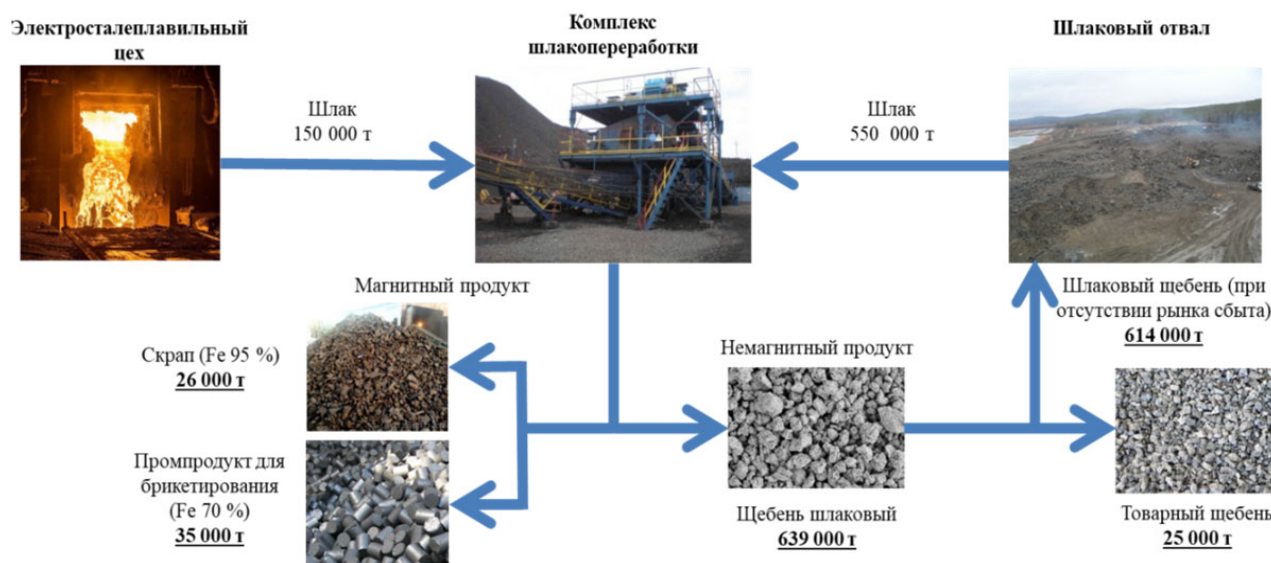 Электросталеплавильный
цех
Комплекс
шлакопереработки
Шлаковый отвал
Шлак
150 000 т
Шлак
550 000 т
Магнитный продукт
Скрап (Fe 95 %)
26 000 т
Промпродукт для
брикетирования
(Fe 70 %)
35 000 т
Немагнитный продукт
Щебень шлаковый
639 000 т
Шлаковый щебень (при
отсутствии рынка сбыта)
614 000 т
Товарный щебень
25 000 т